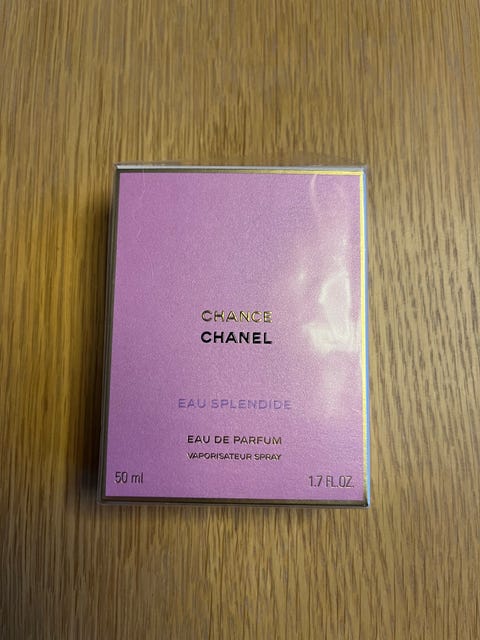 CHANCE
CHANEL
EAU SPLENDIDE
EAU DE PARFUM
VAPORISATEUR SPRAY
50 ml 1.7 FL.OZ.